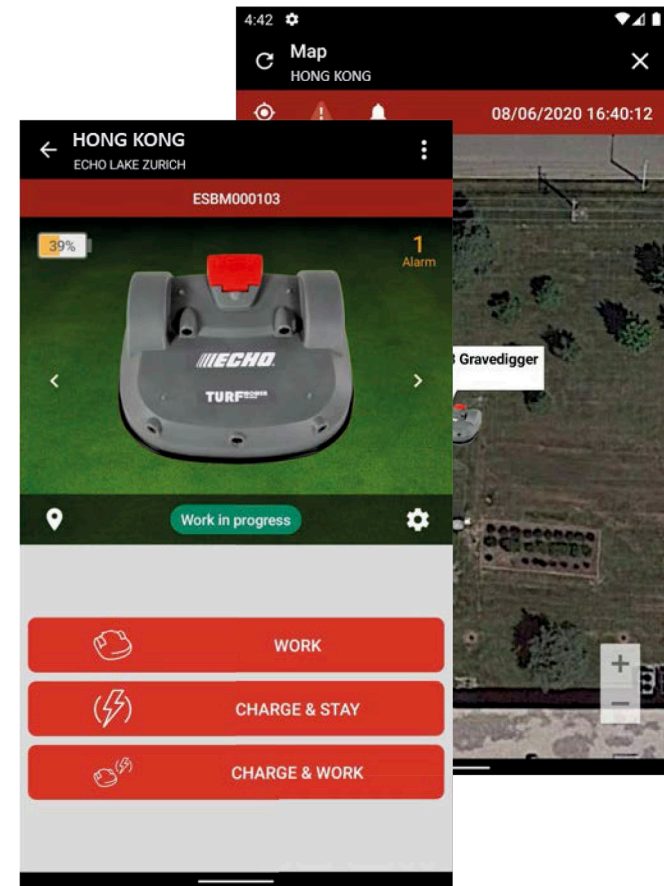 4:42
Map
HONG KONG
08/06/2020 16:40:12
HONG KONG
ECHO LAKE ZURICH
ESBM000103
39%
1
Alarm
ECHO
TURF
Gravedigger
Work in progress
WORK
CHARGE & STAY
CHARGE & WORK